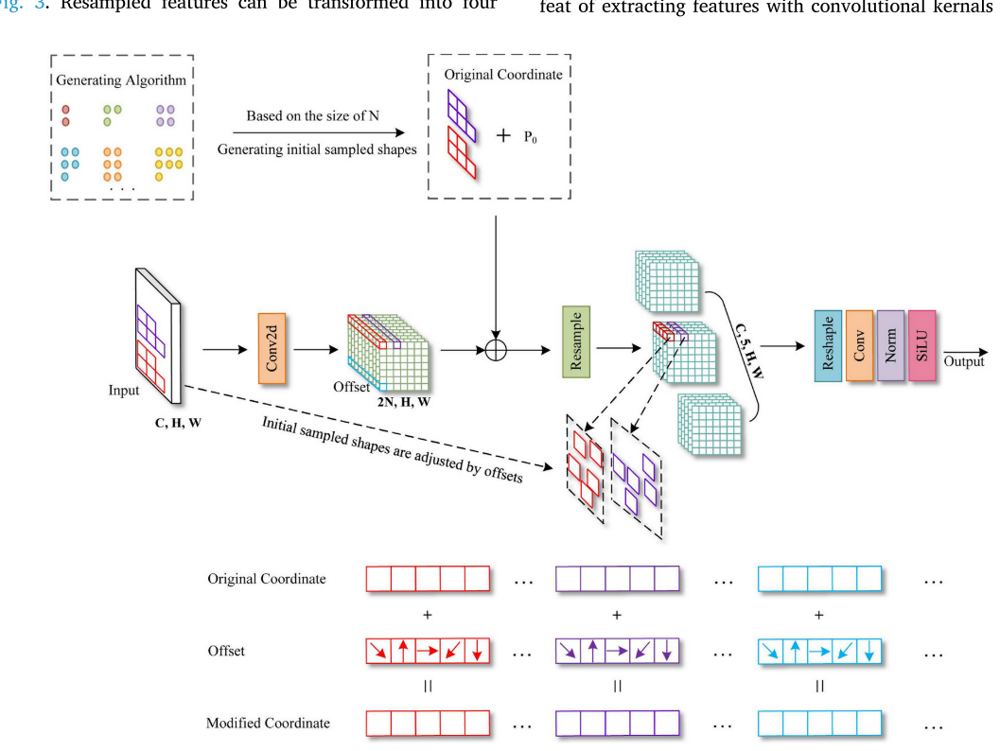 Fig. 3. Resampled features can be transformed into four
feat of extracting features with convolutional kernals
Generating Algorithm
. . .
Based on the size of N
Generating initial sampled shapes
Original Coordinate
+ P0
Input
C, H, W
Conv2d
Offset
2N, H, W
Resample
C, 5, H, W
Reshaple
Conv
Norm
SiLU
Output
Initial sampled shapes are adjusted by offsets
Original Coordinate ... ... ...
+ + +
Offset ... ... ...
= = =
Modified Coordinate ... ... ...